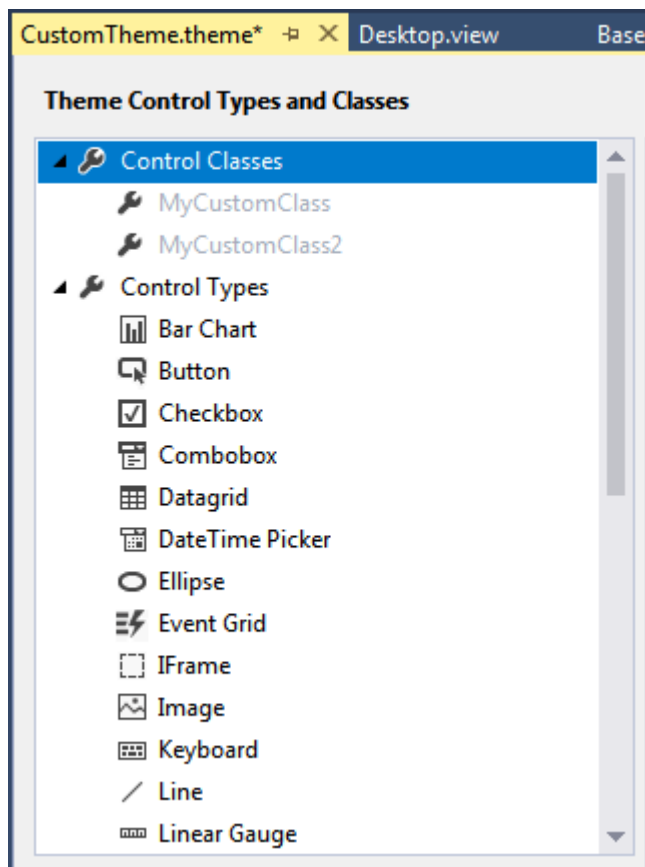 CustomTheme.theme* Desktop.view Base
Theme Control Types and Classes
Control Classes
MyCustomClass
MyCustomClass2
Control Types
Bar Chart
Button
Checkbox
Combobox
Datagrid
DateTime Picker
Ellipse
Event Grid
IFrame
Image
Keyboard
Line
Linear Gauge